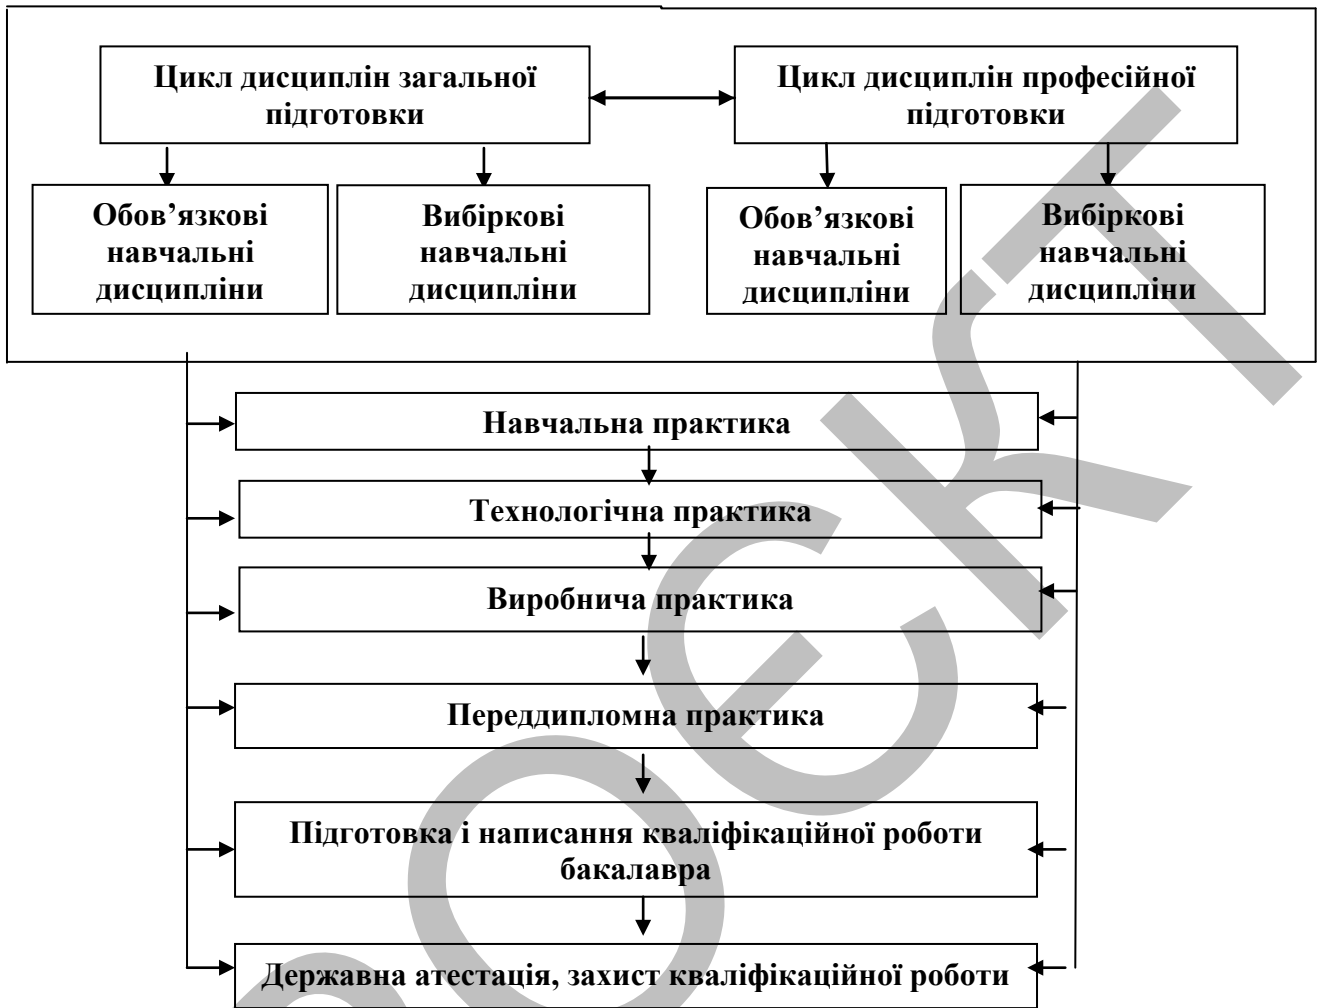 Цикл дисциплін загальної
підготовки
Цикл дисциплін професійної
підготовки
Обов’язкові
навчальні
дисципліни
Вибіркові
навчальні
дисципліни
Обов’язкові
навчальні
дисципліни
Вибіркові
навчальні
дисципліни
Навчальна практика
Технологічна практика
Виробнича практика
Переддипломна практика
Підготовка і написання кваліфікаційної роботи
бакалавра
Державна атестація, захист кваліфікаційної роботи
ОЄКТ